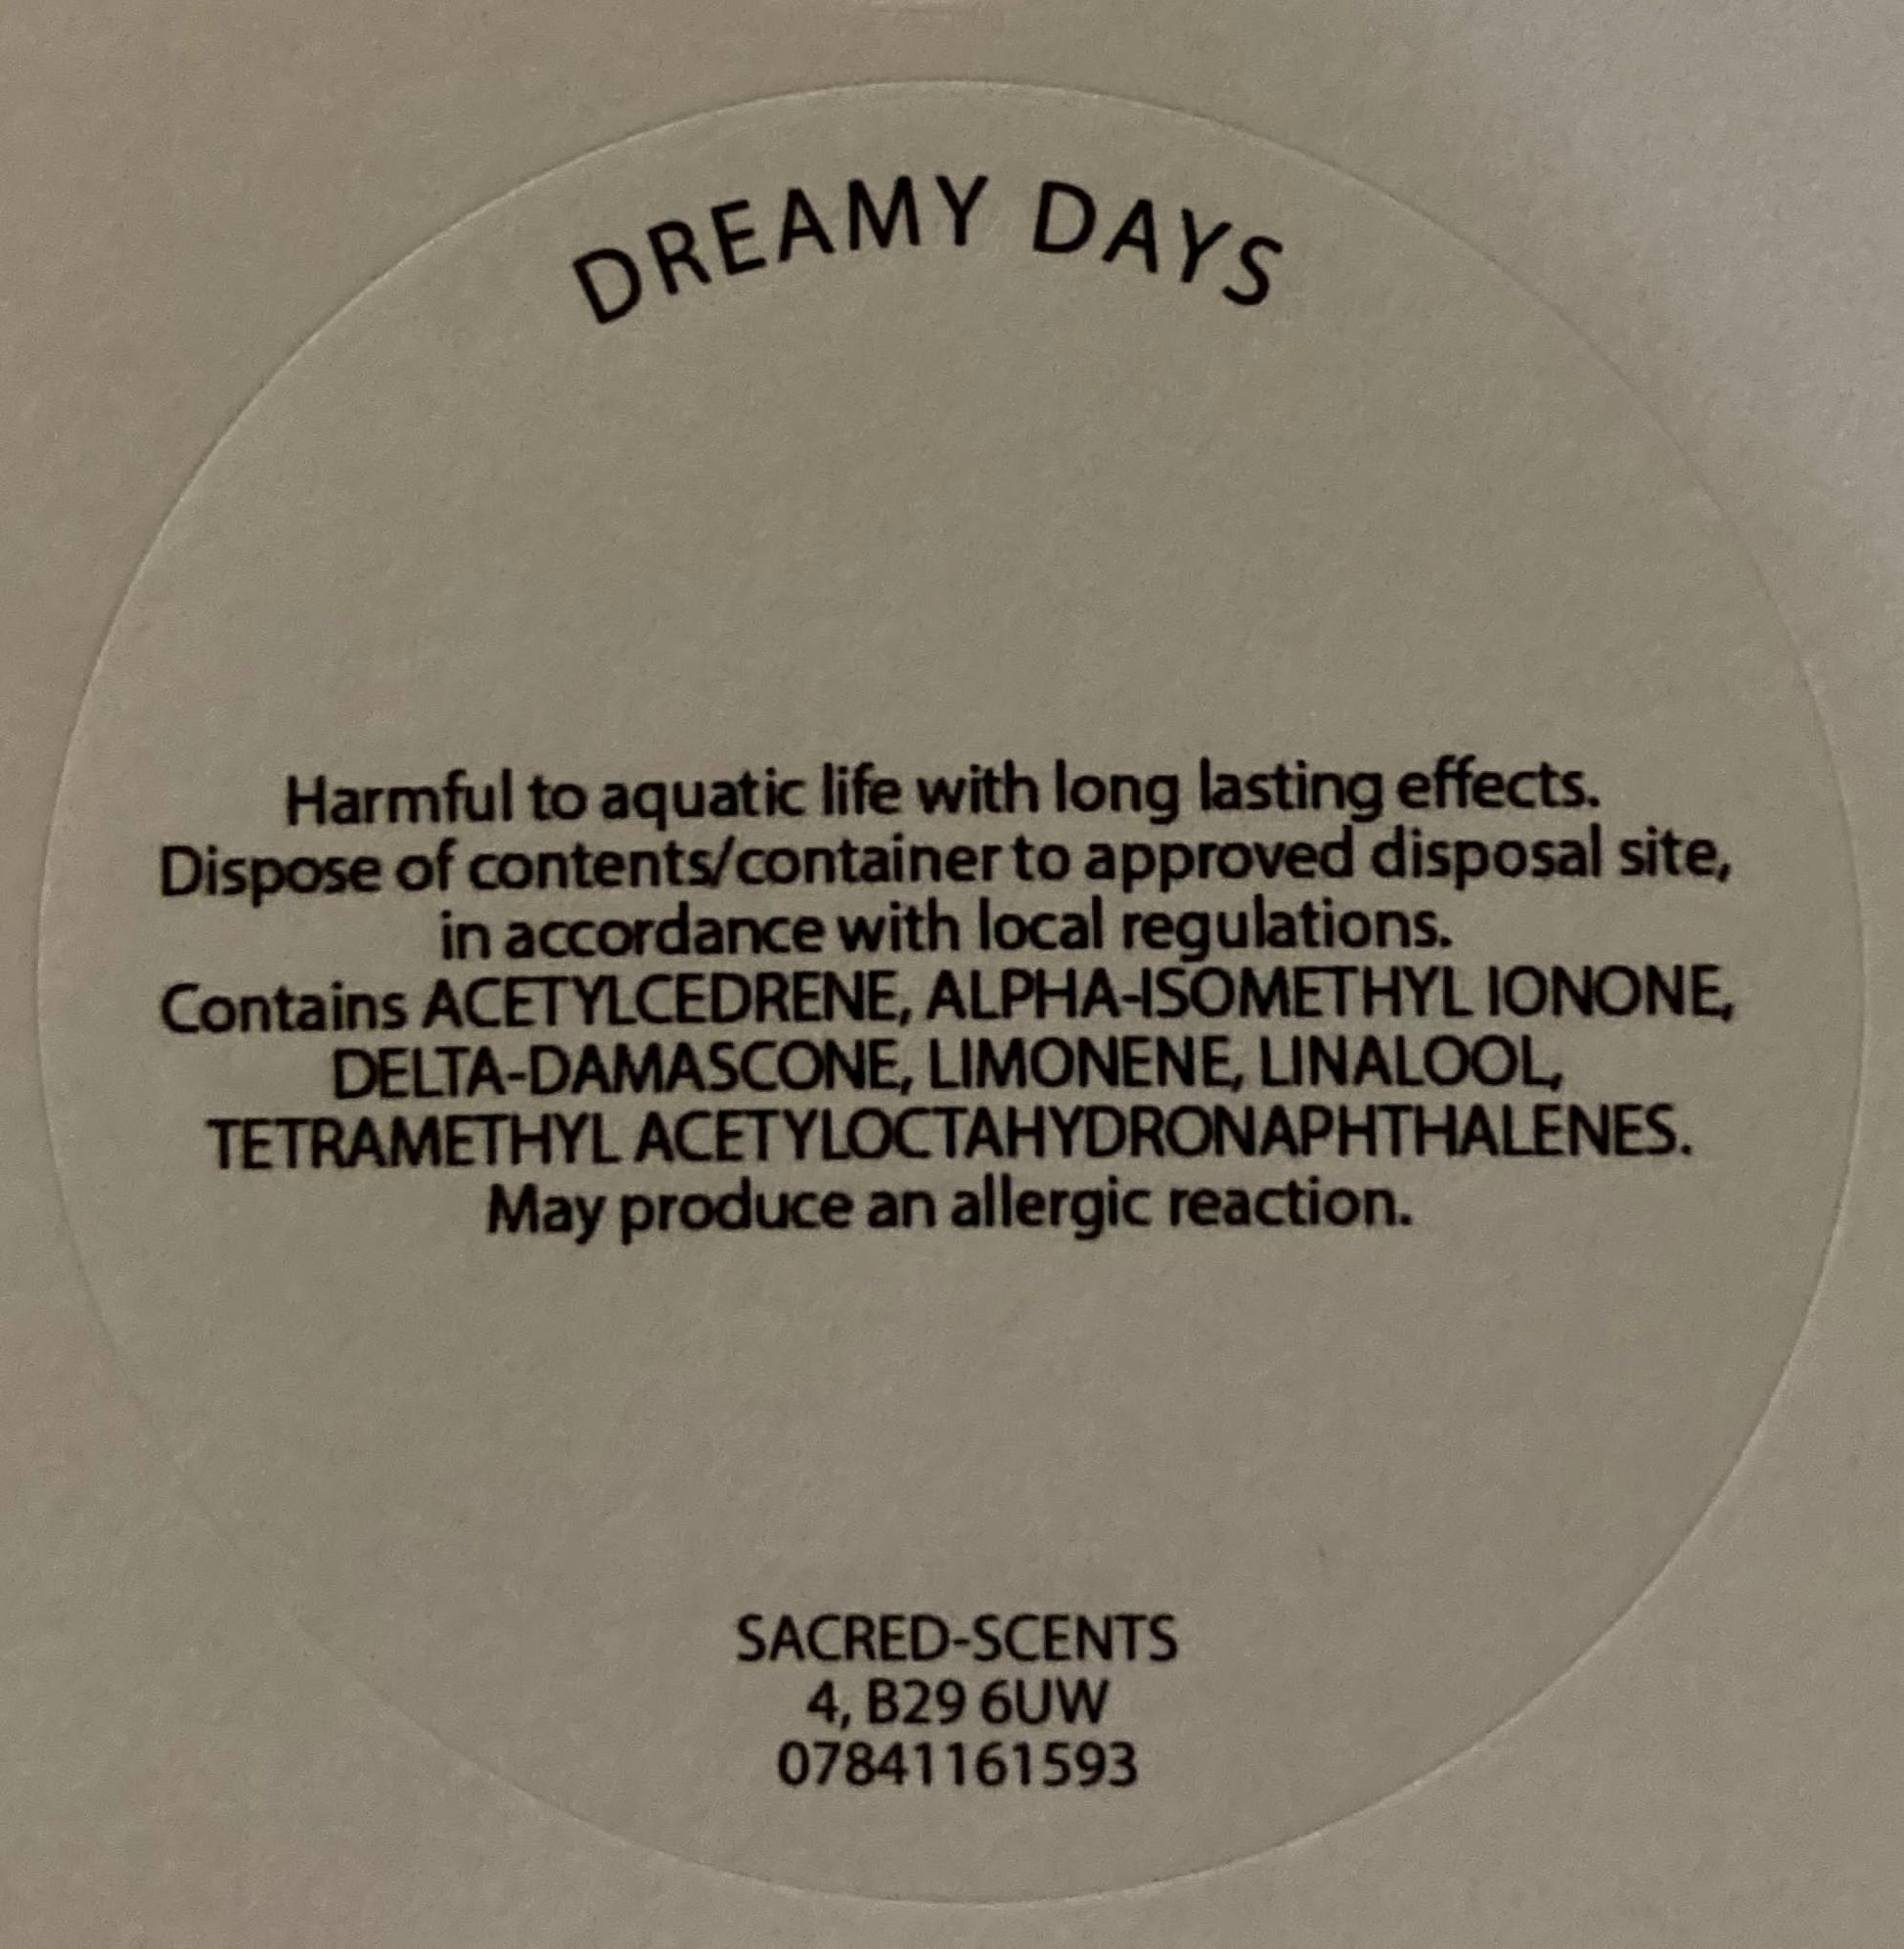 DREAMY DAYS
Harmful to aquatic life with long lasting effects.
Dispose of contents/container to approved disposal site,
in accordance with local regulations.
Contains ACETYLCEDRENE, ALPHA-ISOMETHYL IONONE,
DELTA-DAMASCONE, LIMONENE, LINALOOL,
TETRAMETHYL ACETYLOCTAHYDRONAPHTHALENES.
May produce an allergic reaction.
SACRED-SCENTS
4, B29 6UW
07841161593